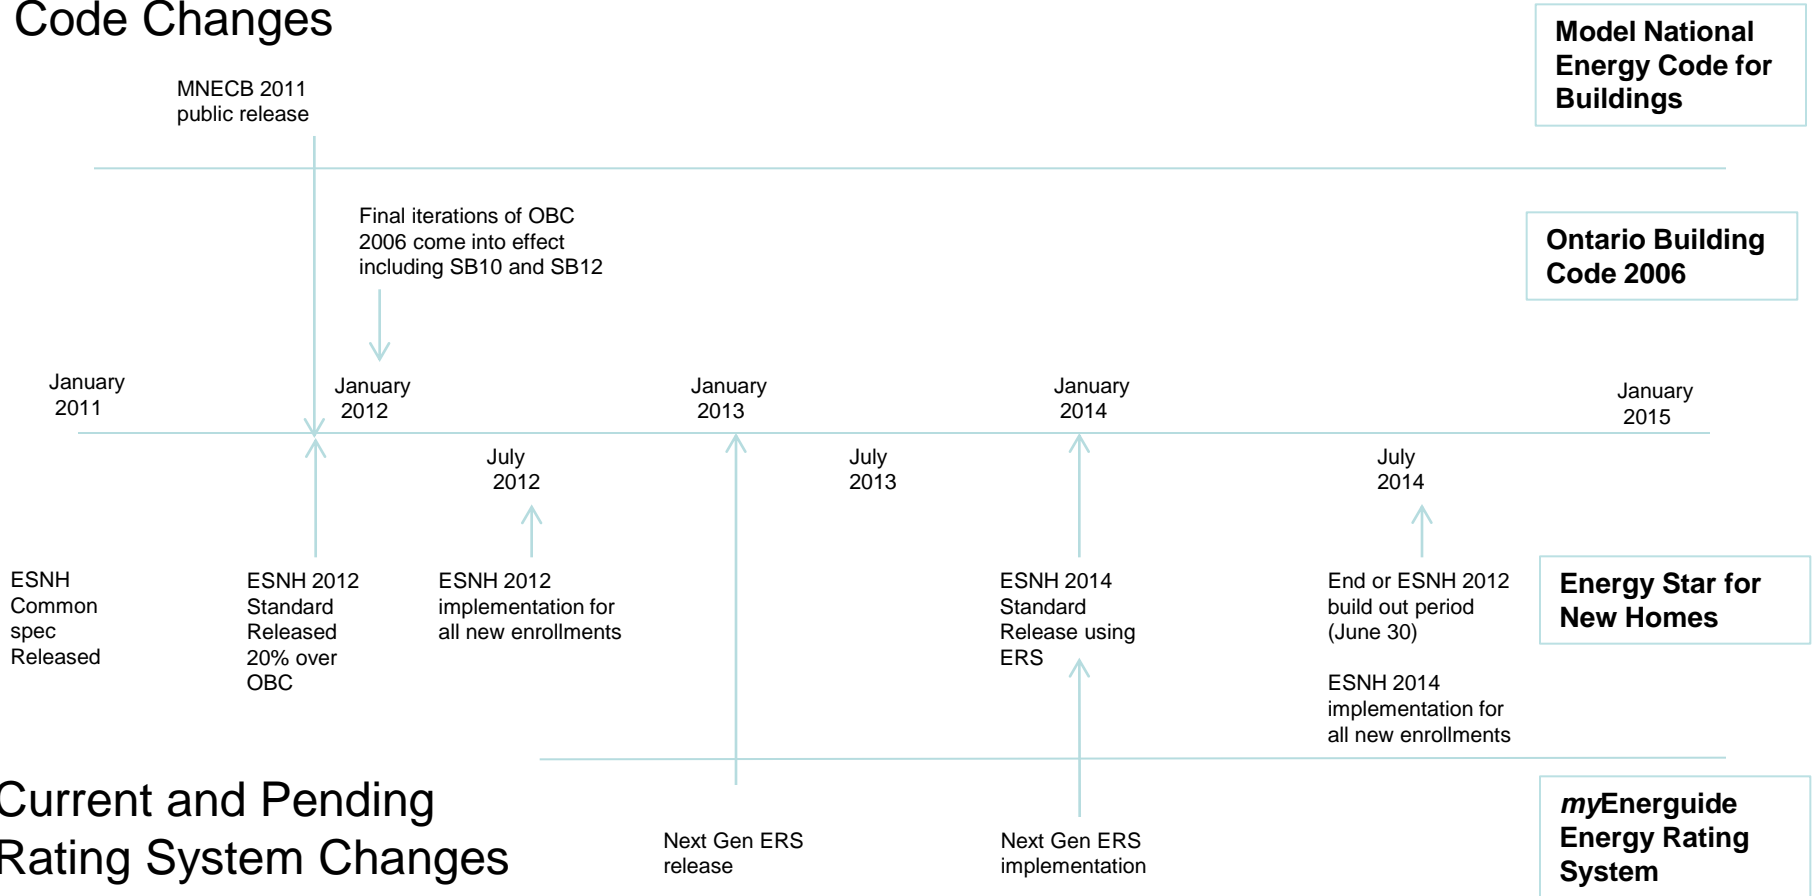 Code Changes
Model National
Energy Code for
Buildings
MNECB 2011
public release
Final iterations of OBC
2006 come into effect
including SB10 and SB12
Ontario Building
Code 2006
January
2011
January
2012
January
2013
January
2014
January
2015
July
2012
July
2013
July
2014
ESNH
Common
spec
Released
ESNH 2012
Standard
Released
20% over
OBC
ESNH 2012
implementation for
all new enrollments
ESNH 2014
Standard
Release using
ERS
End or ESNH 2012
build out period
(June 30)
ESNH 2014
implementation for
all new enrollments
Energy Star for
New Homes
Current and Pending
Rating System Changes
Next Gen ERS
release
Next Gen ERS
implementation
myEnerguide
Energy Rating
System